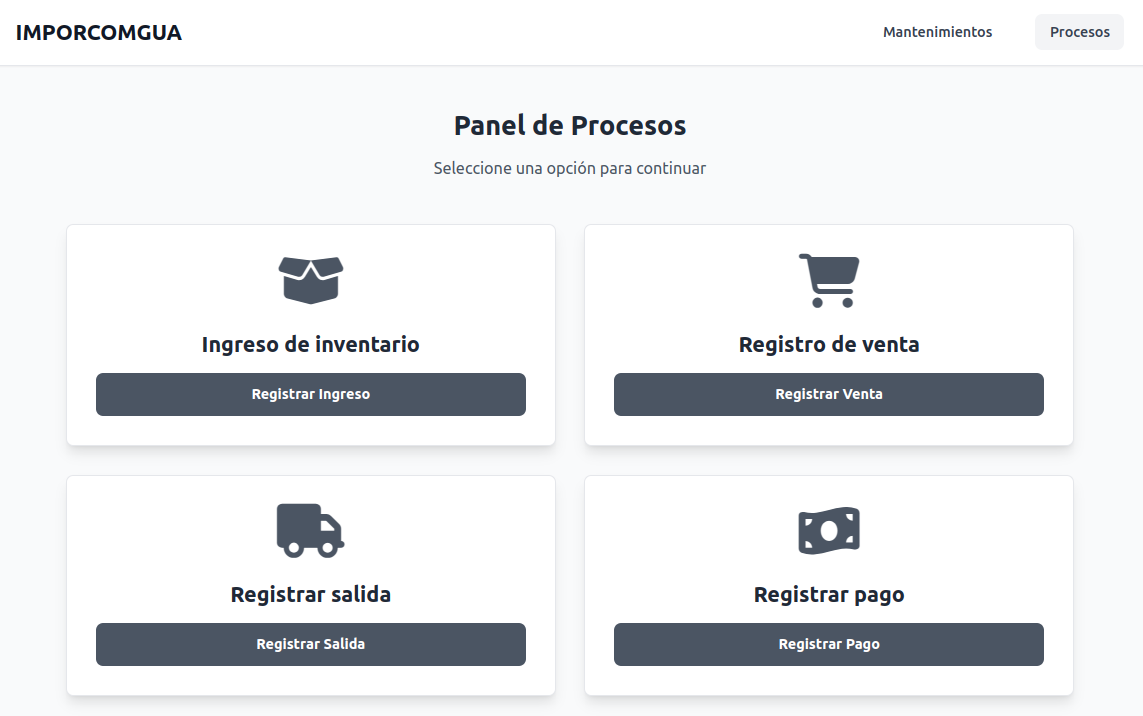 IMPORCOMGUA
Mantenimientos
Procesos
Panel de Procesos
Seleccione una opción para continuar
Ingreso de inventario
Registrar Ingreso
Registro de venta
Registrar Venta
Registrar salida
Registrar Salida
Registrar pago
Registrar Pago